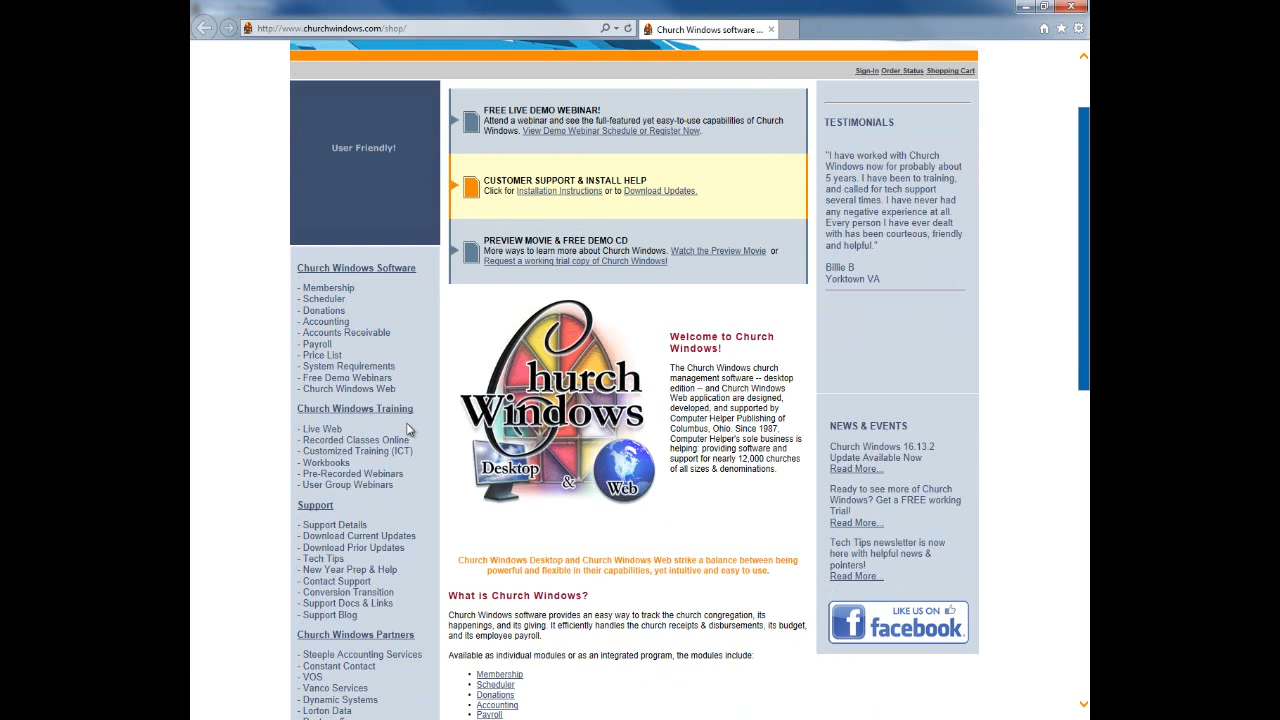 http://www.churchwindows.com/shop/
Church Windows software ...
Sign-In Order Status Shopping Cart
User Friendly!
Church Windows Software
- Membership
- Scheduler
- Donations
- Accounting
- Accounts Receivable
- Payroll
- Price List
- System Requirements
- Free Demo Webinars
- Church Windows Web
Church Windows Training
- Live Web
- Recorded Classes Online
- Customized Training (ICT)
- Workbooks
- Pre-Recorded Webinars
- User Group Webinars
Support
- Support Details
- Download Current Updates
- Download Prior Updates
- Tech Tips
- New Year Prep & Help
- Contact Support
- Conversion Transition
- Support Docs & Links
- Support Blog
Church Windows Partners
- Steeple Accounting Services
- Constant Contact
- VOS
- Vanco Services
- Dynamic Systems
- Lorton Data
FREE LIVE DEMO WEBINAR!
Attend a webinar and see the full-featured yet easy-to-use capabilities of Church
Windows. View Demo Webinar Schedule or Register Now.
CUSTOMER SUPPORT & INSTALL HELP
Click for Installation Instructions or to Download Updates.
PREVIEW MOVIE & FREE DEMO CD
More ways to learn more about Church Windows. Watch the Preview Movie or
Request a working trial copy of Church Windows!
Church
Windows
Desktop
&
Web
Welcome to Church
Windows!
The Church Windows church
management software -- desktop
edition -- and Church Windows
Web application are designed,
developed, and supported by
Computer Helper Publishing of
Columbus, Ohio. Since 1987,
Computer Helper's sole business is
helping: providing software and
support for nearly 12,000 churches
of all sizes & denominations.
Church Windows Desktop and Church Windows Web strike a balance between being
powerful and flexible in their capabilities, yet intuitive and easy to use.
What is Church Windows?
Church Windows software provides an easy way to track the church congregation, its
happenings, and its giving. It efficiently handles the church receipts & disbursements, its budget,
and its employee payroll.
Available as individual modules or as an integrated program, the modules include:
• Membership
• Scheduler
• Donations
• Accounting
• Payroll
TESTIMONIALS
"I have worked with Church
Windows now for probably about
5 years. I have been to training,
and called for tech support
several times. I have never had
any negative experience at all.
Every person I have ever dealt
with has been courteous, friendly
and helpful."
Billie B
Yorktown VA
NEWS & EVENTS
Church Windows 16.13.2
Update Available Now
Read More...
Ready to see more of Church
Windows? Get a FREE working
Trial!
Read More...
Tech Tips newsletter is now
here with helpful news &
pointers!
Read More...
LIKE US ON
facebook